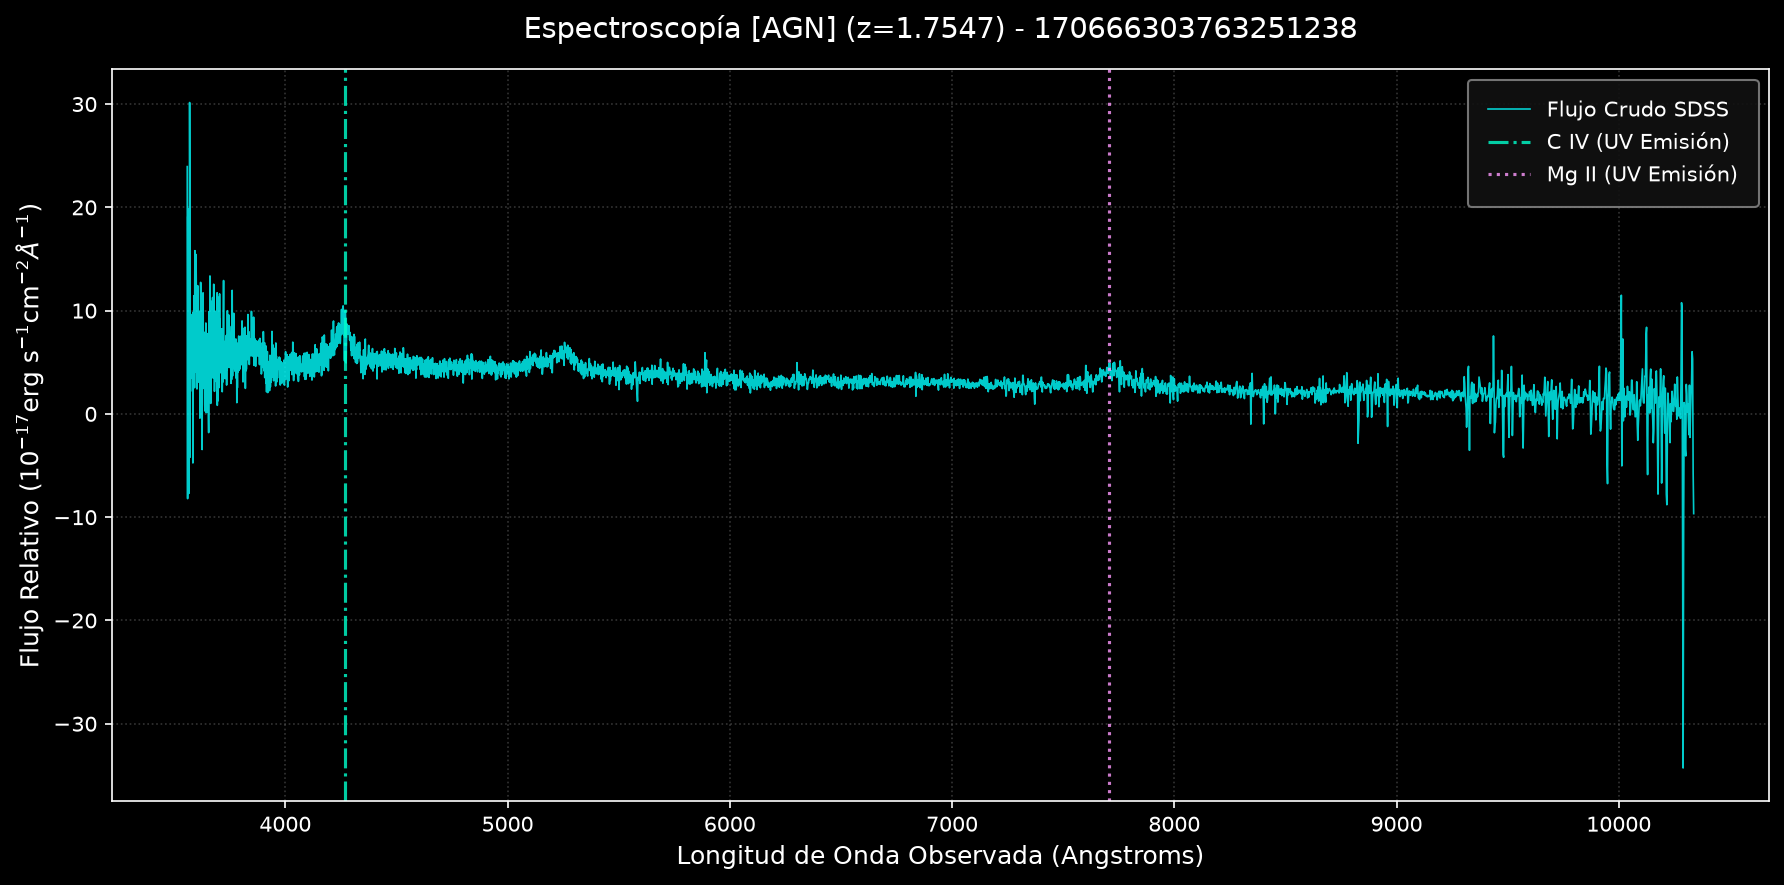 Espectroscopía [AGN] (z=1.7547) - 170666303763251238
Flujo Crudo SDSS
C IV (UV Emisión)
Mg II (UV Emisión)
Flujo Relativo (10⁻¹⁷erg s⁻¹cm⁻²Å⁻¹)
30
20
10
0
−10
−20
−30
4000
5000
6000
7000
8000
9000
10000
Longitud de Onda Observada (Angstroms)